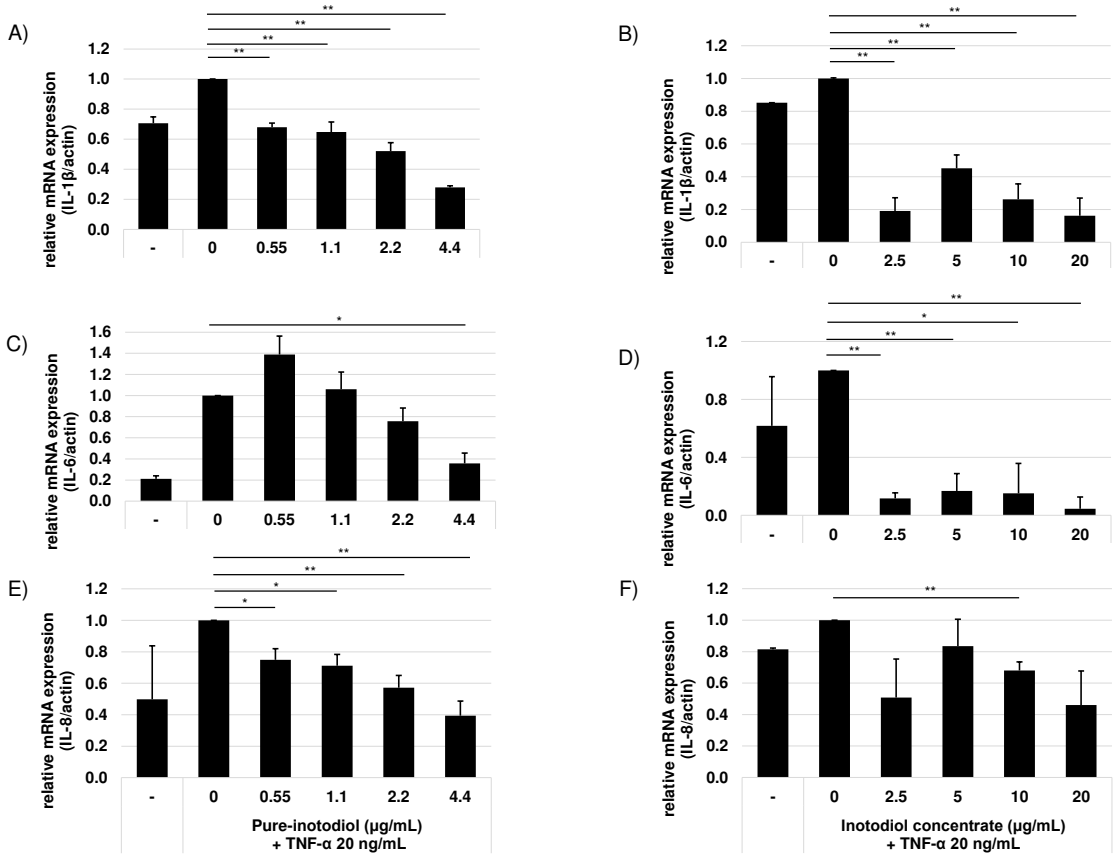 A)
**
**
**
**
relative mRNA expression
(IL-1β/actin)
1.2
1.0
0.8
0.6
0.4
0.2
0.0
- 0 0.55 1.1 2.2 4.4
B)
**
**
**
**
relative mRNA expression
(IL-1β/actin)
1.2
1.0
0.8
0.6
0.4
0.2
0.0
- 0 2.5 5 10 20
C)
*
relative mRNA expression
(IL-6/actin)
1.6
1.4
1.2
1.0
0.8
0.6
0.4
0.2
0.0
- 0 0.55 1.1 2.2 4.4
D)
**
*
**
**
relative mRNA expression
(IL-6/actin)
1.2
0.8
0.4
0.0
- 0 2.5 5 10 20
E)
**
**
*
*
relative mRNA expression
(IL-8/actin)
1.2
1.0
0.8
0.6
0.4
0.2
0.0
- 0 0.55 1.1 2.2 4.4
Pure-inotodiol (µg/mL)
+ TNF-α 20 ng/mL
F)
**
relative mRNA expression
(IL-8/actin)
1.2
1.0
0.8
0.6
0.4
0.2
0.0
- 0 2.5 5 10 20
Inotodiol concentrate (µg/mL)
+ TNF-α 20 ng/mL